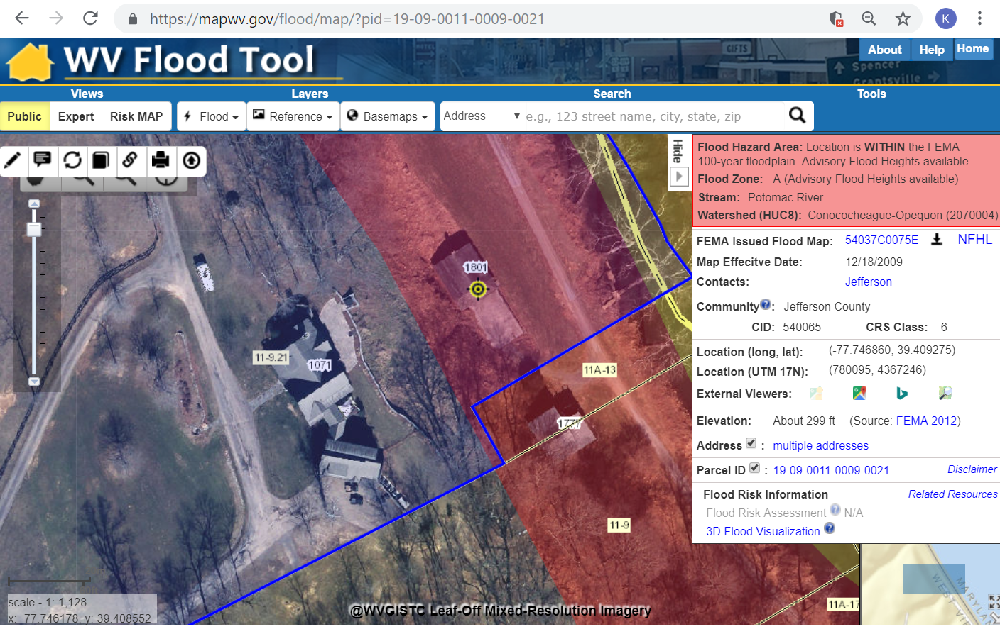 https://mapwv.gov/flood/map/?pid=19-09-0011-0009-0021
K
WV Flood Tool
GIFTS
Spencer
Grantsville
About Help Home
Views Layers Search Tools
Public Expert Risk MAP Flood Reference Basemaps Address e.g., 123 street name, city, state, zip
Hide
Flood Hazard Area: Location is WITHIN the FEMA
100-year floodplain. Advisory Flood Heights available.
Flood Zone: A (Advisory Flood Heights available)
Stream: Potomac River
Watershed (HUC8): Conococheague-Opequon (2070004)
FEMA Issued Flood Map: 54037C0075E NFHL
Map Effecitve Date: 12/18/2009
Contacts: Jefferson
Community ? : Jefferson County
CID: 540065 CRS Class: 6
Location (long, lat): (-77.746860, 39.409275)
Location (UTM 17N): (780095, 4367246)
External Viewers:
Elevation: About 299 ft (Source: FEMA 2012)
Address : multiple addresses
Parcel ID : 19-09-0011-0009-0021 Disclaimer
Flood Risk Information Related Resources
Flood Risk Assessment ? N/A
3D Flood Visualization ?
1801
11-9.21
1071
11A-13
1777
11-9
11A-17
MARYLAN
WEST VI
scale - 1: 1,128
x: -77.746178, y: 39.408552
@WVGISTC Leaf-Off Mixed-Resolution Imagery